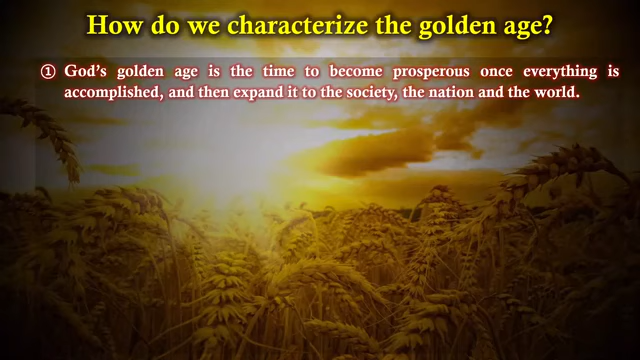 How do we characterize the golden age?
① God's golden age is the time to become prosperous once everything is
accomplished, and then expand it to the society, the nation and the world.